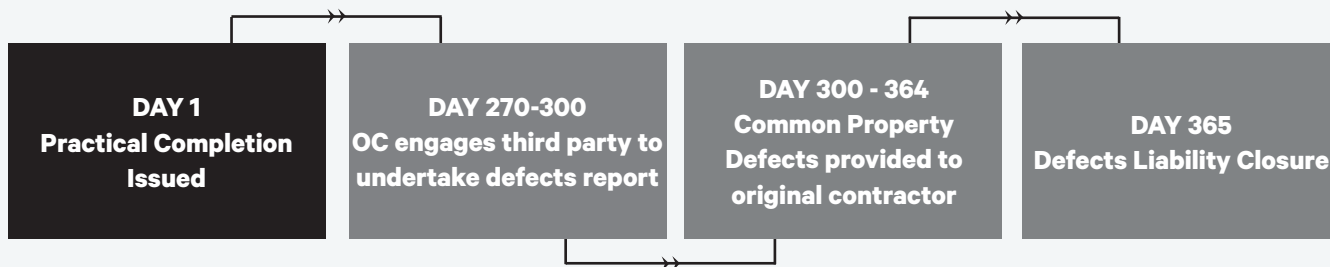 DAY 1
Practical Completion
Issued
DAY 270-300
OC engages third party to
undertake defects report
DAY 300 - 364
Common Property
Defects provided to
original contractor
DAY 365
Defects Liability Closure